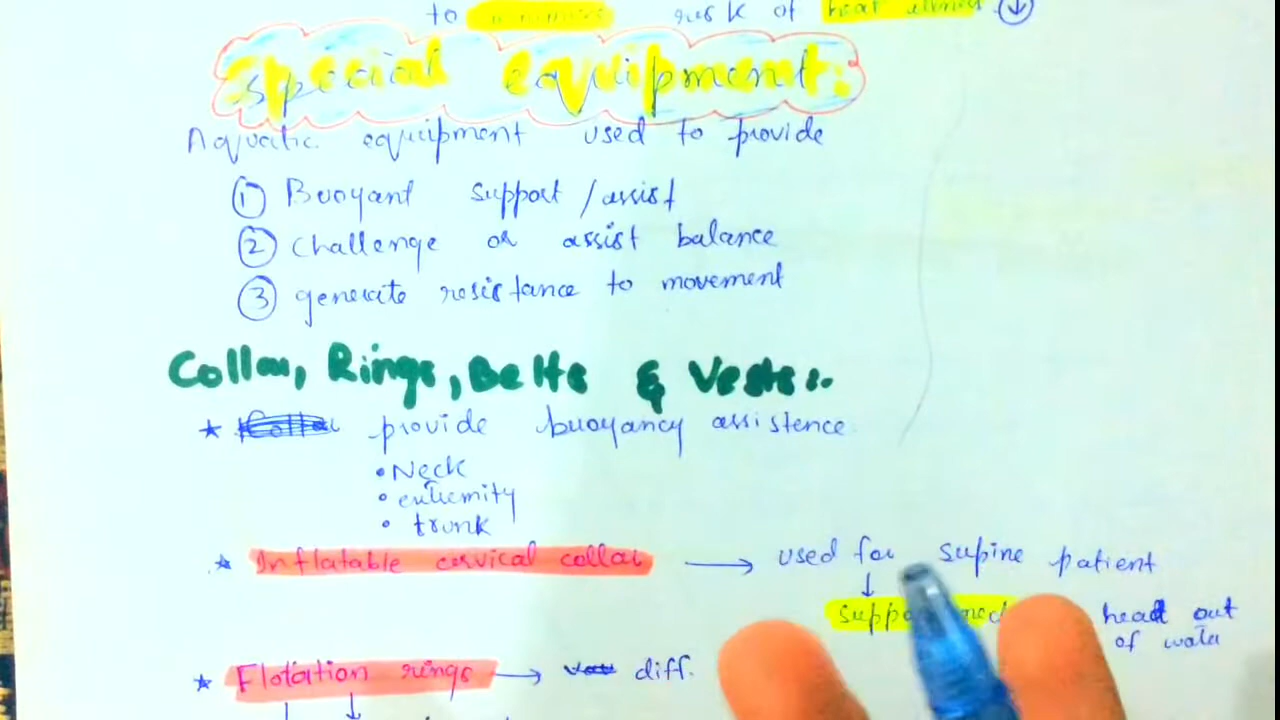 to risk of
Special equipment:
Aquatic equipment used to provide
① Buoyant support / assist
② challenge or assist balance
③ generate resistance to movement
Collar, Rings, Belts & Vests:-
* provide buoyancy assistence
• Neck
• extremity
• trunk
* Inflatable cervical collar → used for supine patient
↓
head out
of water
* Flotation rings → diff.